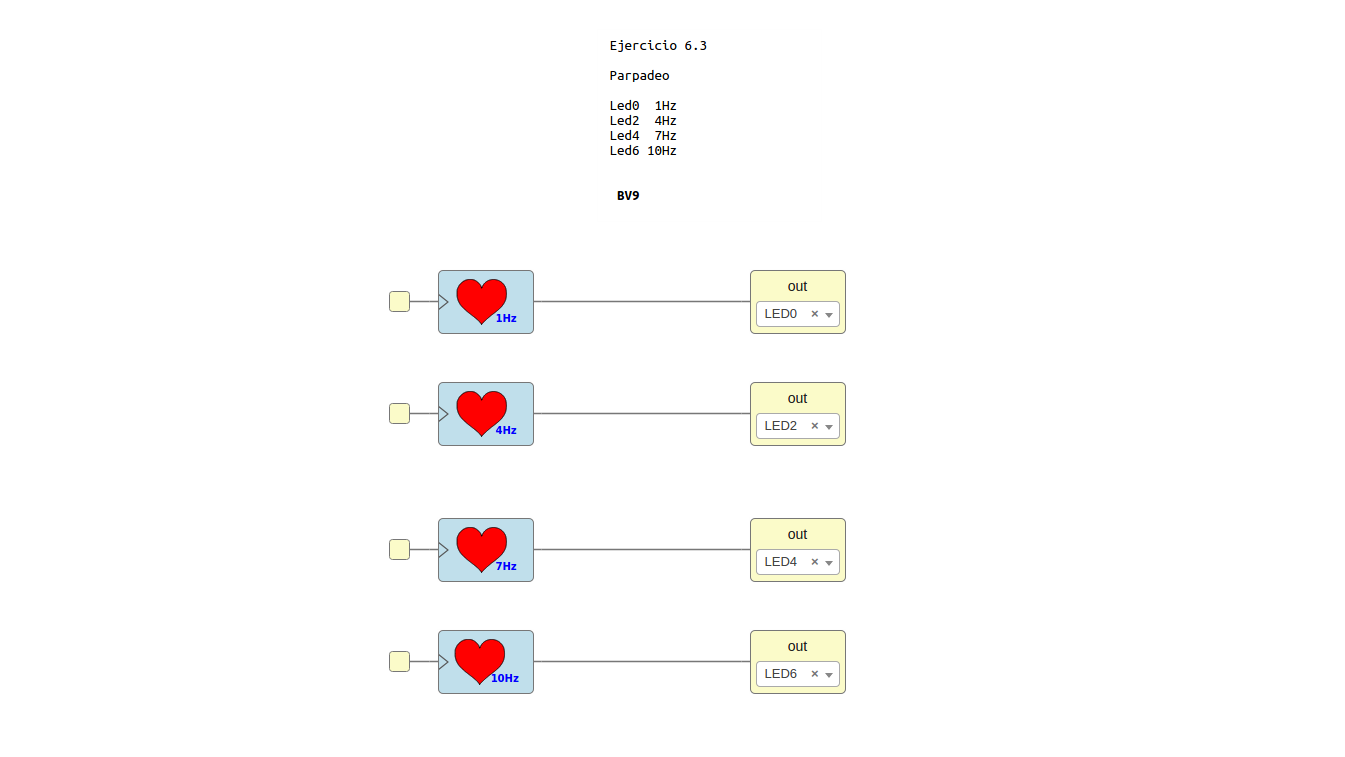 Ejercicio 6.3
Parpadeo
Led0  1Hz
Led2  4Hz
Led4  7Hz
Led6 10Hz
BV9
1Hz
out
LED0 ×
4Hz
out
LED2 ×
7Hz
out
LED4 ×
10Hz
out
LED6 ×